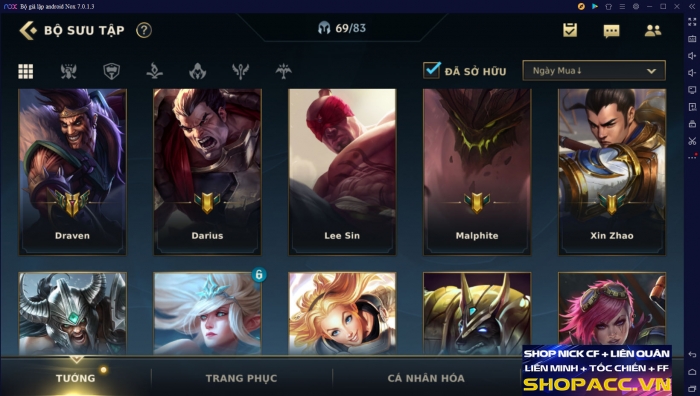 nox Bộ giả lập android Nox 7.0.1.3
BỘ SƯU TẬP ?
69/83
ĐÃ SỞ HỮU
Ngày Mua↓
Draven
Darius
Lee Sin
Malphite
Xin Zhao
6
TƯỚNG
TRANG PHỤC
CÁ NHÂN HÓA
SHOP NICK CF + LIÊN QUÂN
LIÊN MINH + TỐC CHIẾN + FF
SHOPACC.VN